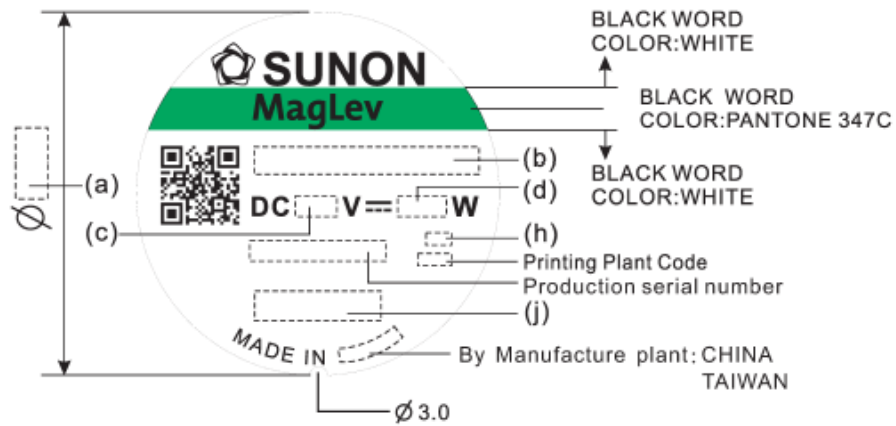 BLACK WORD
COLOR:WHITE
SUNON
MagLev
BLACK WORD
COLOR:PANTONE 347C
(b)
BLACK WORD
COLOR:WHITE
(a)
(d)
DC V W
(c)
(h)
Printing Plant Code
Production serial number
(j)
MADE IN
By Manufacture plant: CHINA
TAIWAN
Ø
Ø3.0